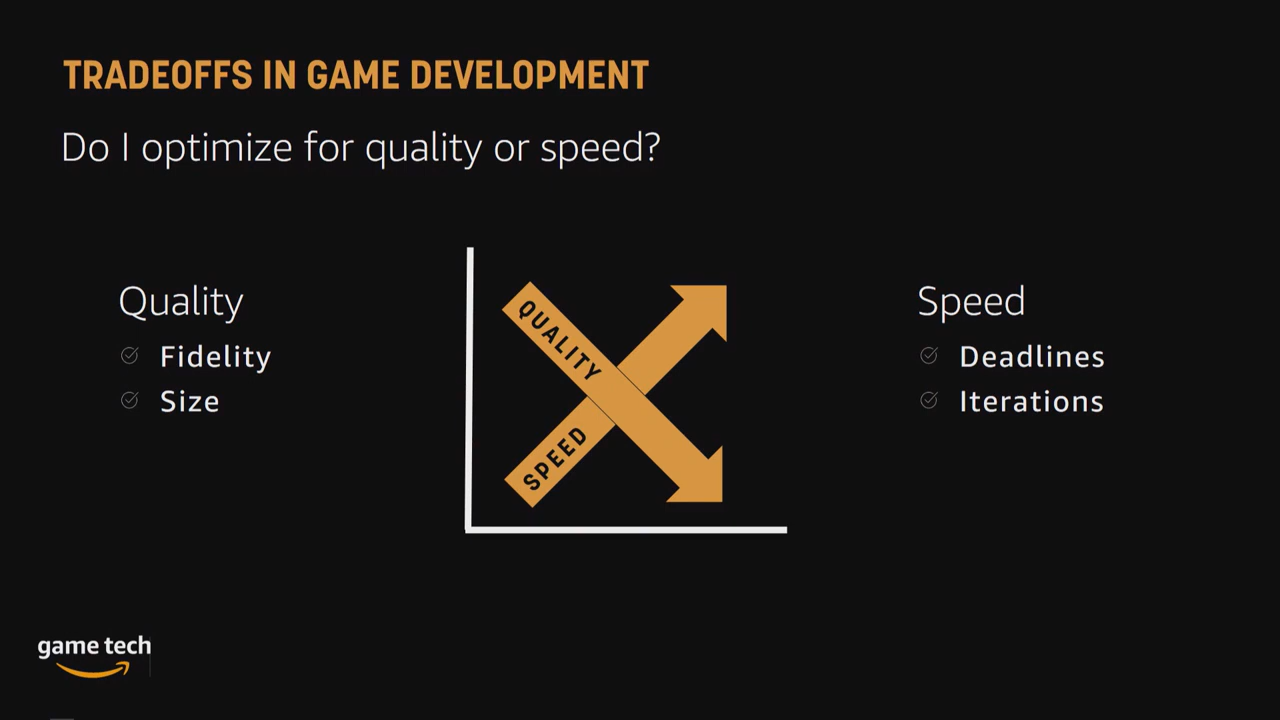 TRADEOFFS IN GAME DEVELOPMENT
Do I optimize for quality or speed?
Quality
Fidelity
Size
QUALITY
SPEED
Speed
Deadlines
Iterations
game tech